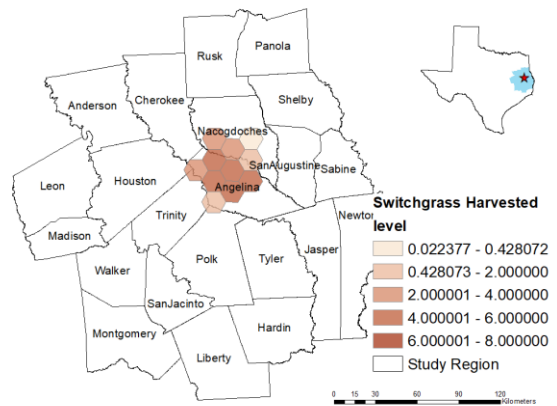 Panola
Rusk
Anderson
Cherokee
Shelby
Nacogdoches
SanAugustine
Sabine
Leon
Houston
Angelina
Trinity
Madison
Newto
Walker
Polk
Tyler
Jasper
SanJacinto
Montgomery
Hardin
Liberty
Switchgrass Harvested
level
0.022377 - 0.428072
0.428073 - 2.000000
2.000001 - 4.000000
4.000001 - 6.000000
6.000001 - 8.000000
Study Region
0 15 30 60 90 120
Kilometers